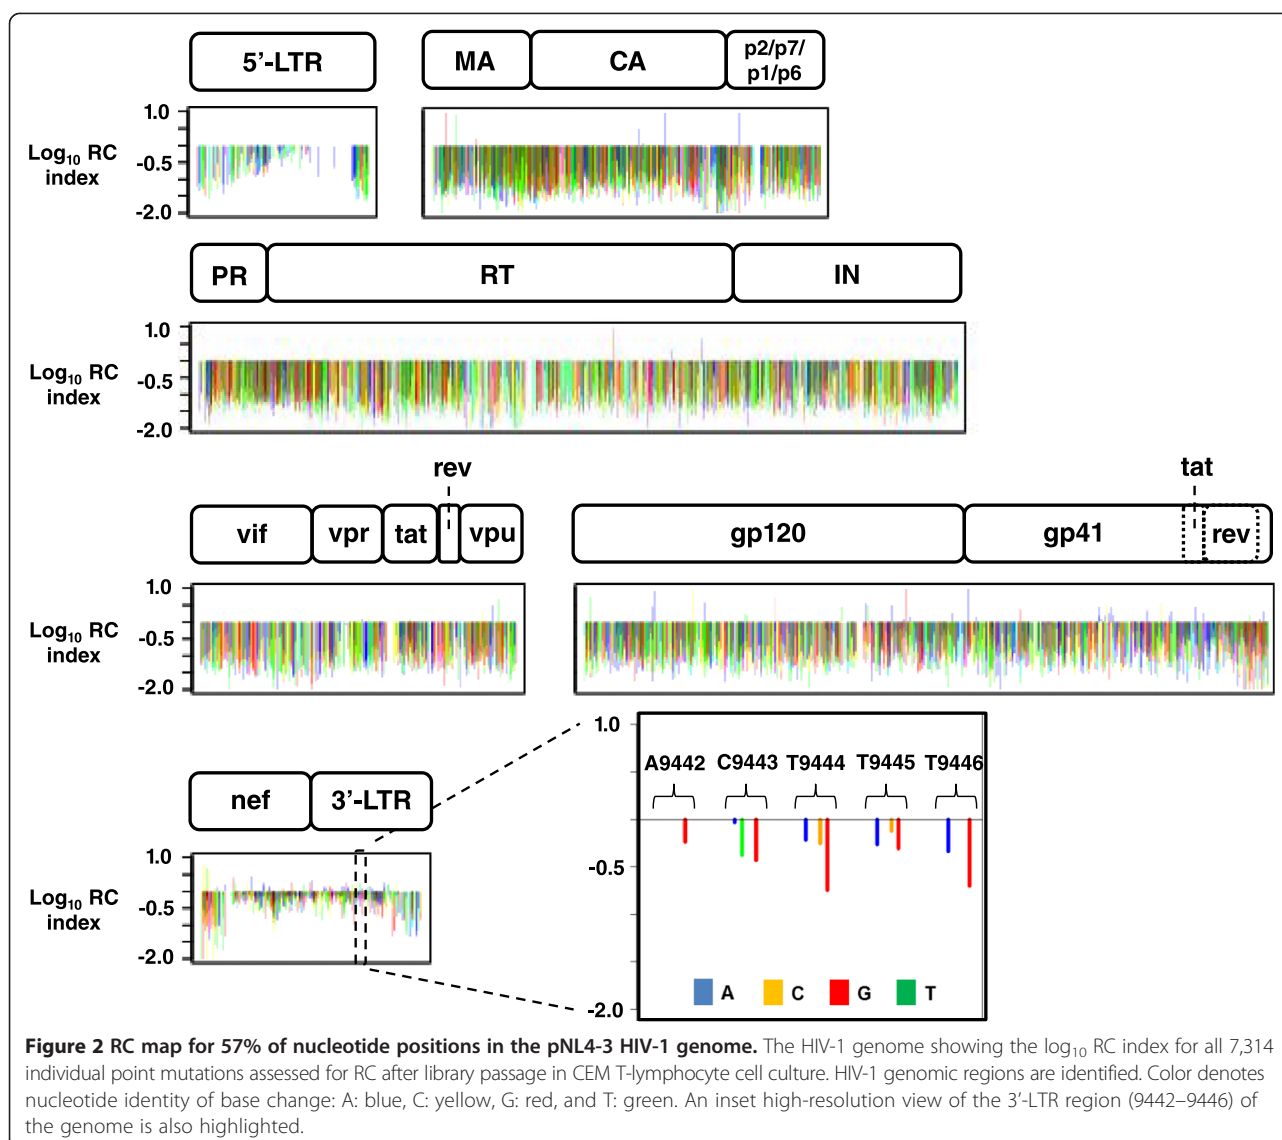 5’-LTR
MA
CA
p2/p7/
p1/p6
1.0
Log₁₀ RC
index
-0.5
-2.0
PR
RT
IN
1.0
Log₁₀ RC
index
-0.5
-2.0
rev
tat
vif
vpr
tat
vpu
gp120
gp41
rev
1.0
Log₁₀ RC
index
-0.5
-2.0
nef
3’-LTR
1.0
Log₁₀ RC
index
-0.5
-2.0
1.0
A9442
C9443
T9444
T9445
T9446
-0.5
A
C
G
T
-2.0
Figure 2 RC map for 57% of nucleotide positions in the pNL4-3 HIV-1 genome. The HIV-1 genome showing the log₁₀ RC index for all 7,314
individual point mutations assessed for RC after library passage in CEM T-lymphocyte cell culture. HIV-1 genomic regions are identified. Color denotes
nucleotide identity of base change: A: blue, C: yellow, G: red, and T: green. An inset high-resolution view of the 3’-LTR region (9442–9446) of
the genome is also highlighted.